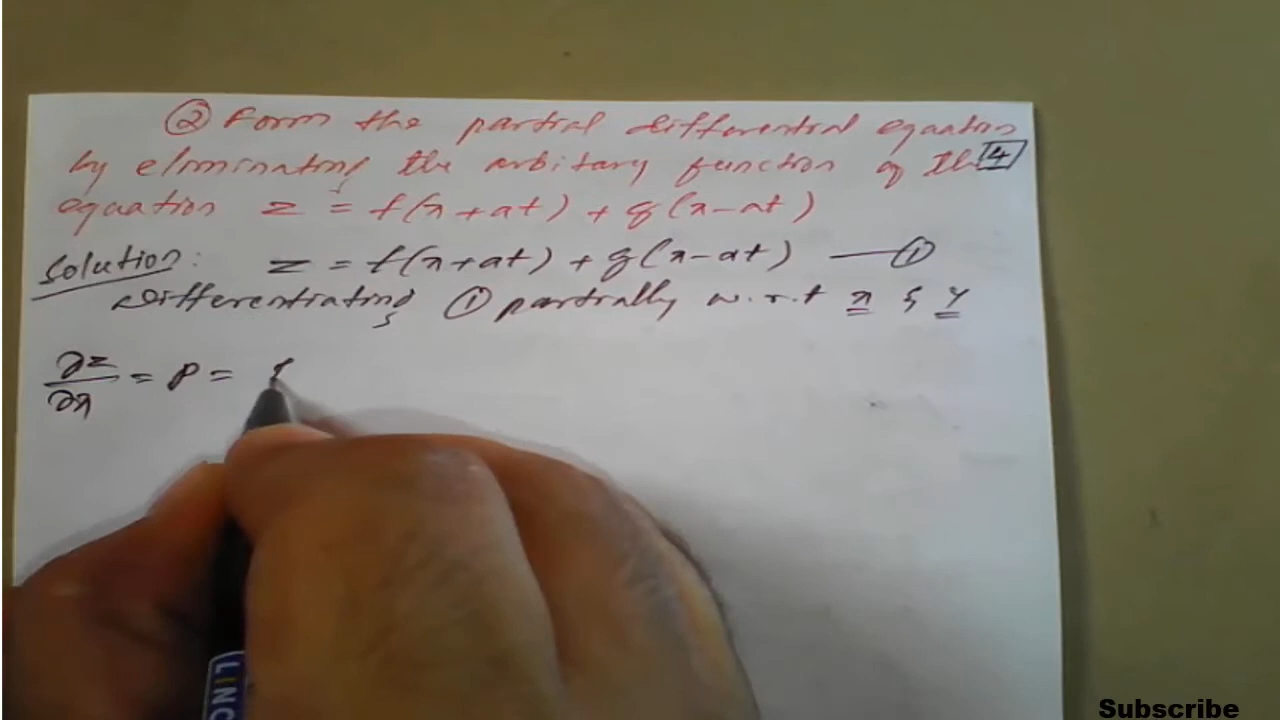 ② Form the partial differential equation
by eliminating the arbitary function of the [4]
equation z = f(x+at) + g(x-at)
Solution: z = f(x+at) + g(x-at) — ①
Differentiating ① partially w.r.t x & y
∂z/∂x = P = f
LINC
Subscribe